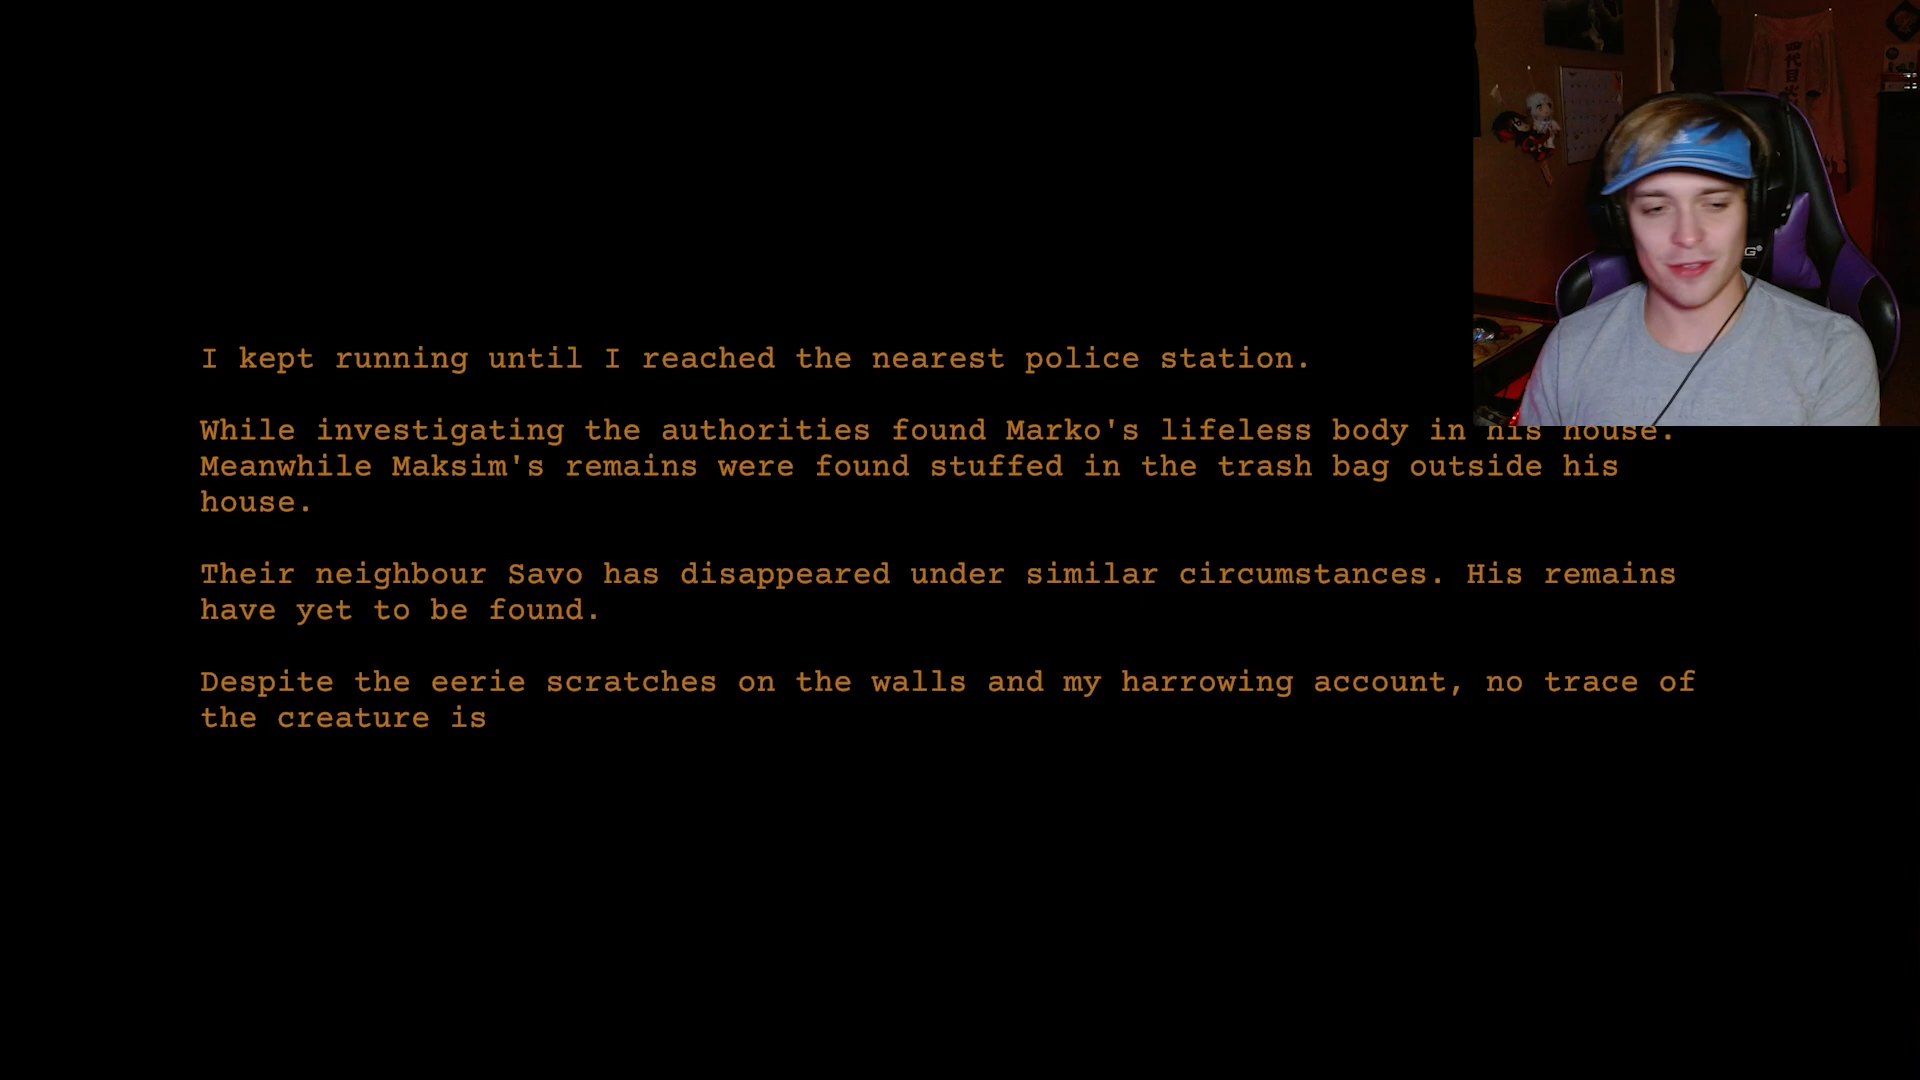 I kept running until I reached the nearest police station.
While investigating the authorities found Marko's lifeless body in his house.
Meanwhile Maksim's remains were found stuffed in the trash bag outside his
house.
Their neighbour Savo has disappeared under similar circumstances. His remains
have yet to be found.
Despite the eerie scratches on the walls and my harrowing account, no trace of
the creature is